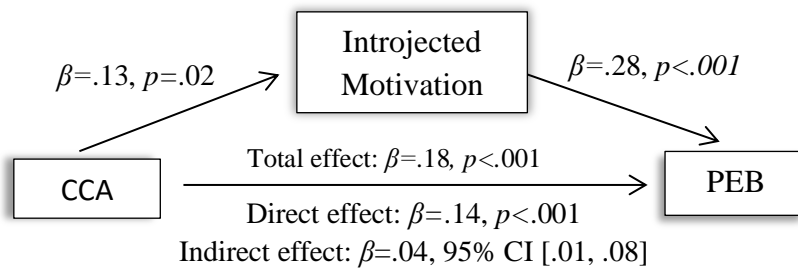 Introjected
Motivation
β=.13, p=.02
β=.28, p<.001
CCA
Total effect: β=.18, p<.001
PEB
Direct effect: β=.14, p<.001
Indirect effect: β=.04, 95% CI [.01, .08]